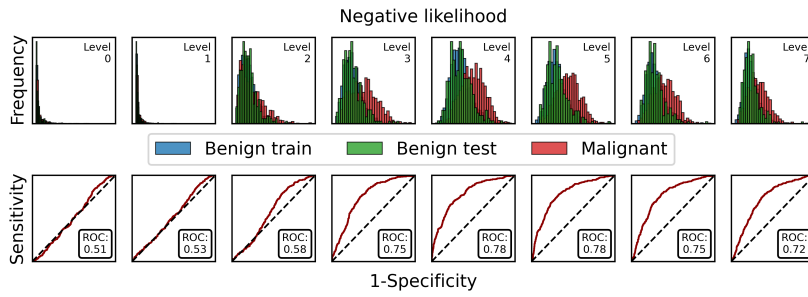 Negative likelihood
Frequency
Level 0
Level 1
Level 2
Level 3
Level 4
Level 5
Level 6
Level 7
Benign train
Benign test
Malignant
Sensitivity
ROC: 0.51
ROC: 0.53
ROC: 0.58
ROC: 0.75
ROC: 0.78
ROC: 0.78
ROC: 0.75
ROC: 0.72
1-Specificity